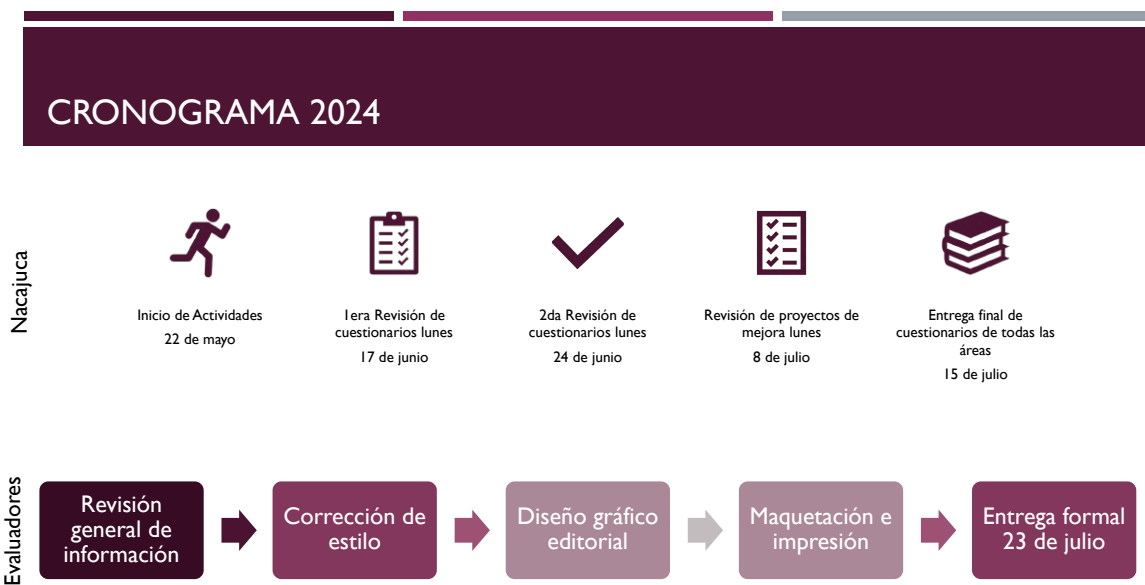 CRONOGRAMA 2024
Nacajuca
Inicio de Actividades
22 de mayo
1era Revisión de
cuestionarios lunes
17 de junio
2da Revisión de
cuestionarios lunes
24 de junio
Revisión de proyectos de
mejora lunes
8 de julio
Entrega final de
cuestionarios de todas las
áreas
15 de julio
Evaluadores
Revisión
general de
información
Corrección de
estilo
Diseño gráfico
editorial
Maquetación e
impresión
Entrega formal
23 de julio